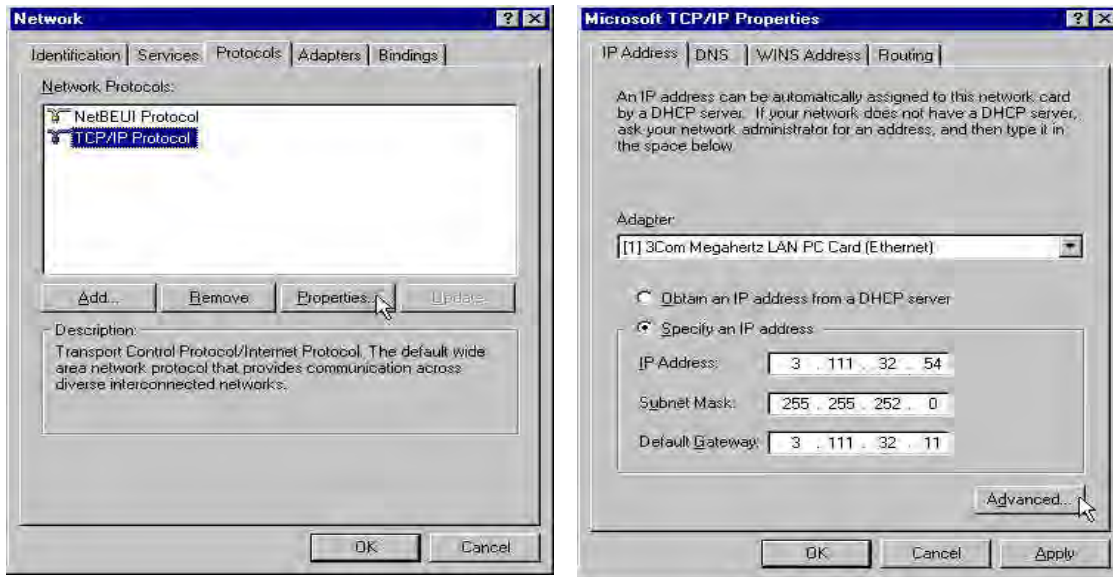 Network
Identification Services Protocols Adapters Bindings
Network Protocols:
NetBEUI Protocol
TCP/IP Protocol
Add... Remove Properties... Update...
Description:
Transport Control Protocol/Internet Protocol. The default wide
area network protocol that provides communication across
diverse interconnected networks.
OK Cancel
Microsoft TCP/IP Properties
IP Address DNS WINS Address Routing
An IP address can be automatically assigned to this network card
by a DHCP server. If your network does not have a DHCP server,
ask your network administrator for an address, and then type it in
the space below.
Adapter:
[1] 3Com Megahertz LAN PC Card (Ethernet)
Obtain an IP address from a DHCP server
Specify an IP address
IP Address: 3 . 111 . 32 . 54
Subnet Mask: 255 . 255 . 252 . 0
Default Gateway: 3 . 111 . 32 . 11
Advanced...
OK Cancel Apply